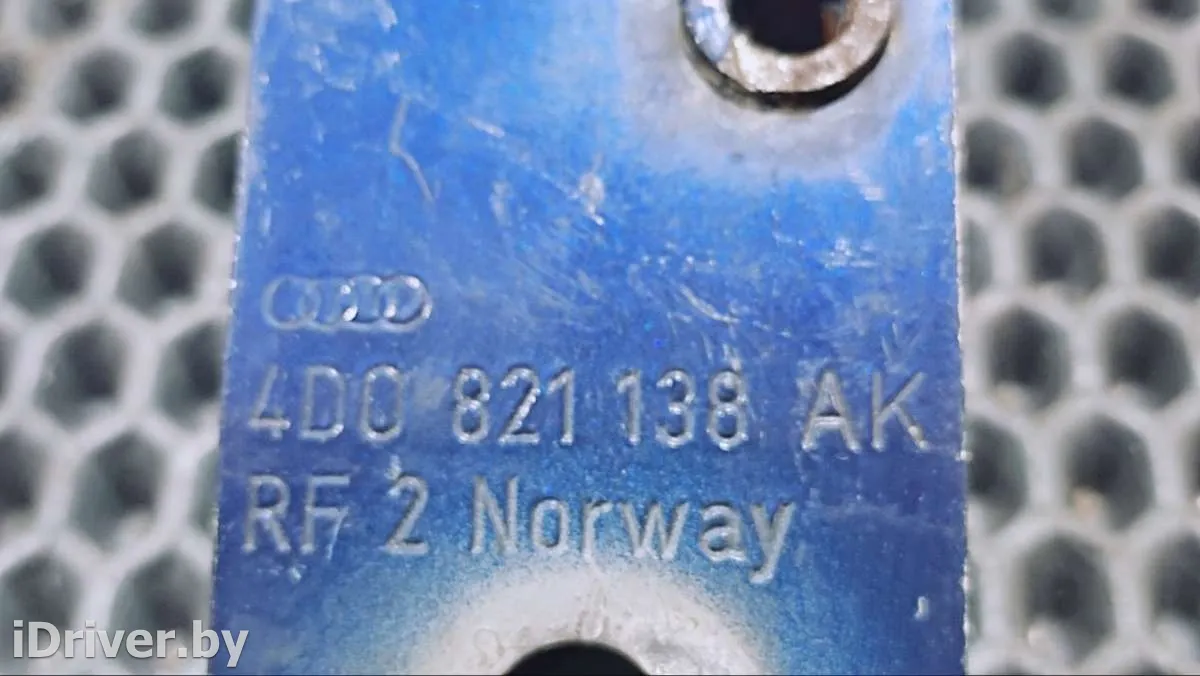 4D0 821 138 AK
RF 2 Norway
iDriver.by